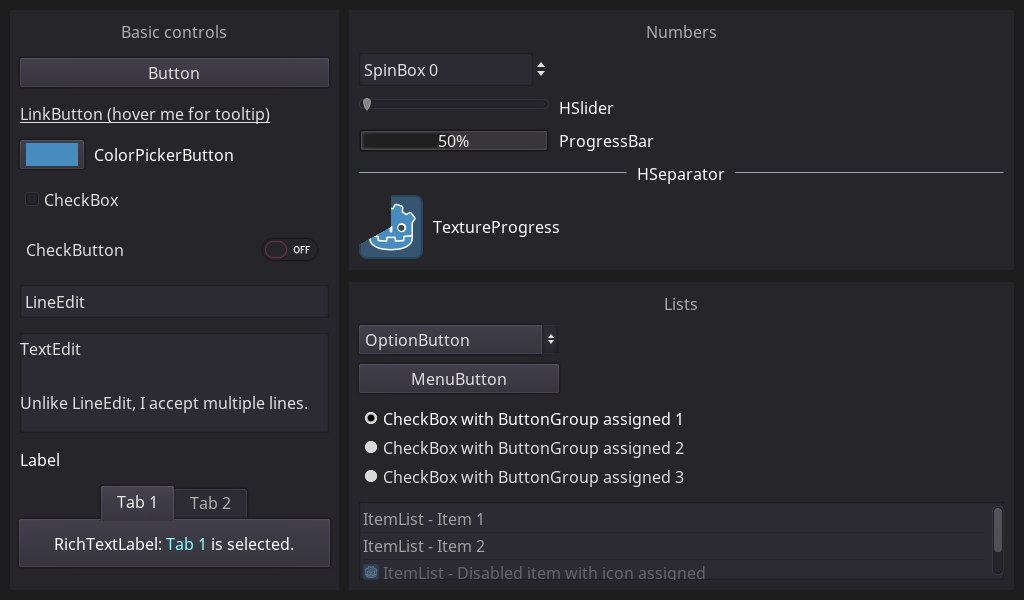 Basic controls
Button
LinkButton (hover me for tooltip)
ColorPickerButton
CheckBox
CheckButton
OFF
LineEdit
TextEdit
Unlike LineEdit, I accept multiple lines.
Label
Tab 1
Tab 2
RichTextLabel: Tab 1 is selected.
Numbers
SpinBox 0
HSlider
50%
ProgressBar
HSeparator
TextureProgress
Lists
OptionButton
MenuButton
CheckBox with ButtonGroup assigned 1
CheckBox with ButtonGroup assigned 2
CheckBox with ButtonGroup assigned 3
ItemList - Item 1
ItemList - Item 2
ItemList - Disabled item with icon assigned